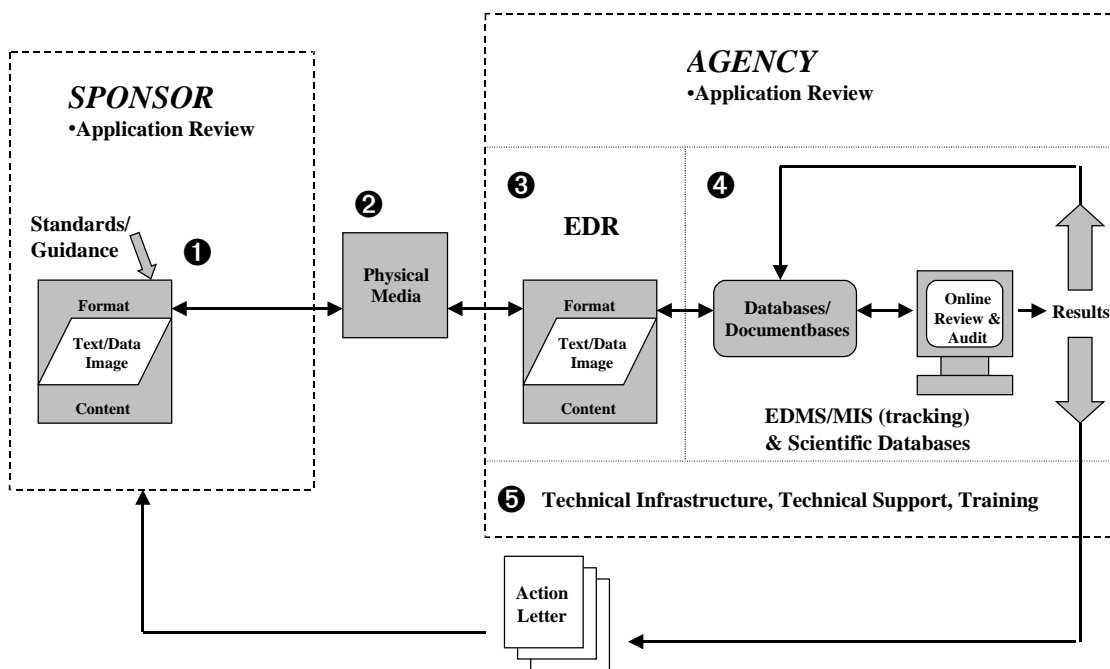 SPONSOR
•Application Review
Standards/
Guidance
❶
Format
Text/Data
Image
Content
❷
Physical
Media
AGENCY
•Application Review
❸
EDR
Format
Text/Data
Image
Content
❹
Databases/
Documentbases
Online
Review &
Audit
Results
EDMS/MIS (tracking)
& Scientific Databases
❺ Technical Infrastructure, Technical Support, Training
Action
Letter